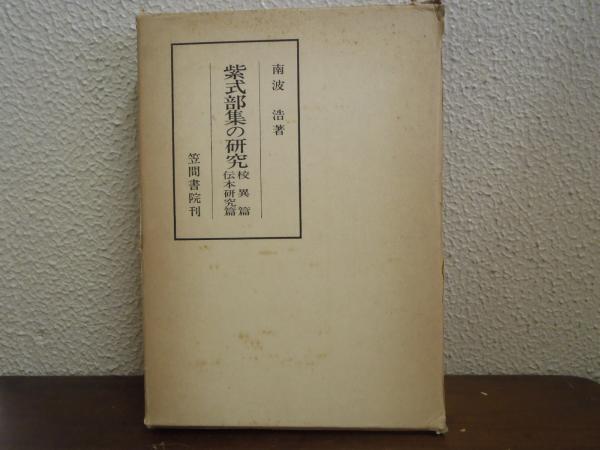 南波浩著
紫式部集の研究
校異篇
伝本研究篇
笠間書院刊